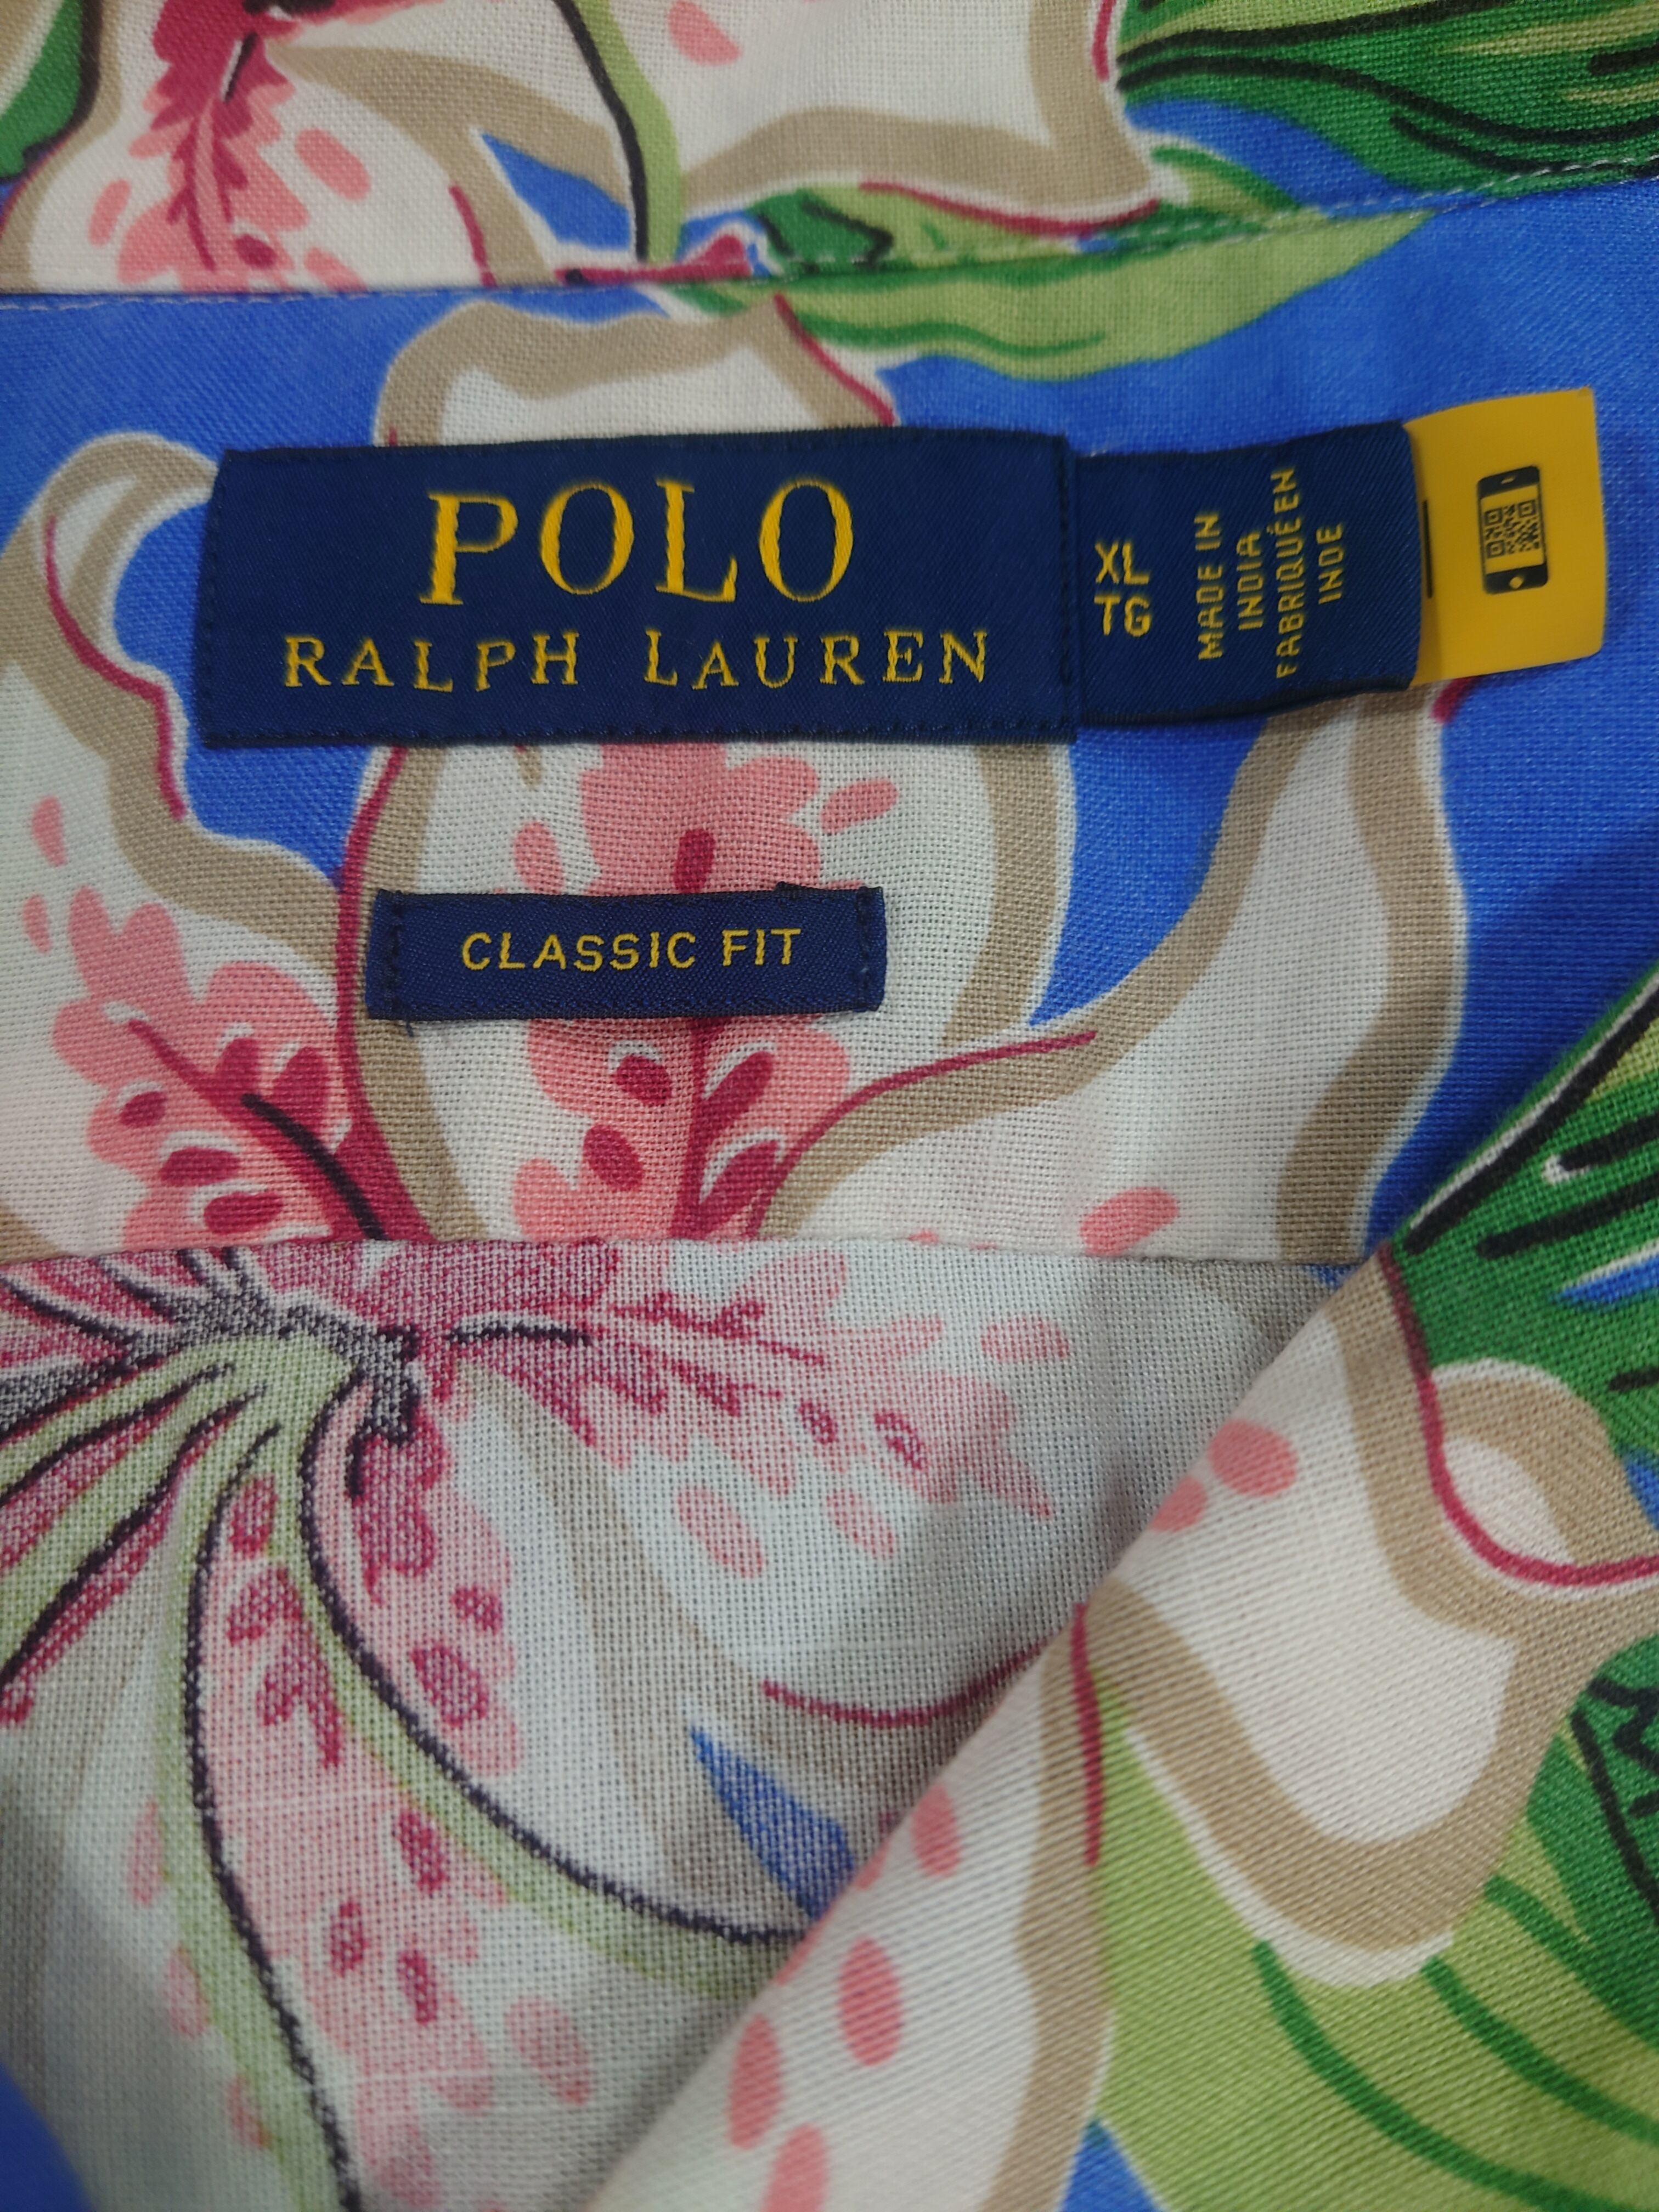 POLO
RALPH LAUREN
XL
TG
MADE IN
INDIA
FABRIQUÉ EN
INDE
CLASSIC FIT